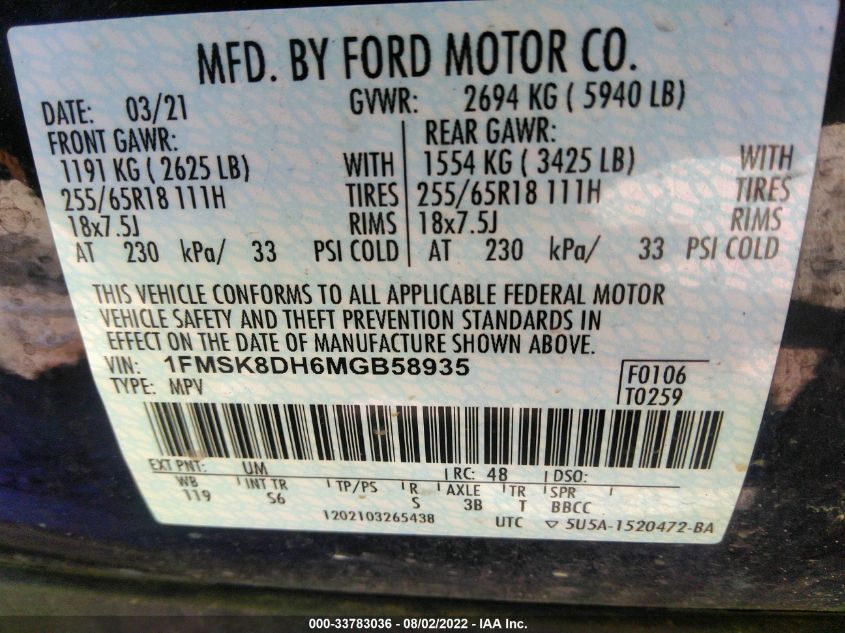 MFD. BY FORD MOTOR CO.
DATE: 03/21 GVWR: 2694 KG ( 5940 LB)
FRONT GAWR: REAR GAWR:
1191 KG ( 2625 LB) WITH 1554 KG ( 3425 LB) WITH
255/65R18 111H TIRES 255/65R18 111H TIRES
18x7.5J RIMS 18x7.5J RIMS
AT 230 kPa/ 33 PSI COLD AT 230 kPa/ 33 PSI COLD
THIS VEHICLE CONFORMS TO ALL APPLICABLE FEDERAL MOTOR
VEHICLE SAFETY AND THEFT PREVENTION STANDARDS IN
EFFECT ON THE DATE OF MANUFACTURE SHOWN ABOVE.
VIN: 1FMSK8DH6MGB58935
TYPE: MPV
F0106
T0259
EXT PNT: UM RC: 48 DSO:
WB INT TR TP/PS R AXLE TR SPR
119 S6 S 3B T BBCC
1202103265438 UTC ▽ 5U5A-1520472-BA
000-33783036 - 08/02/2022 - IAA Inc.